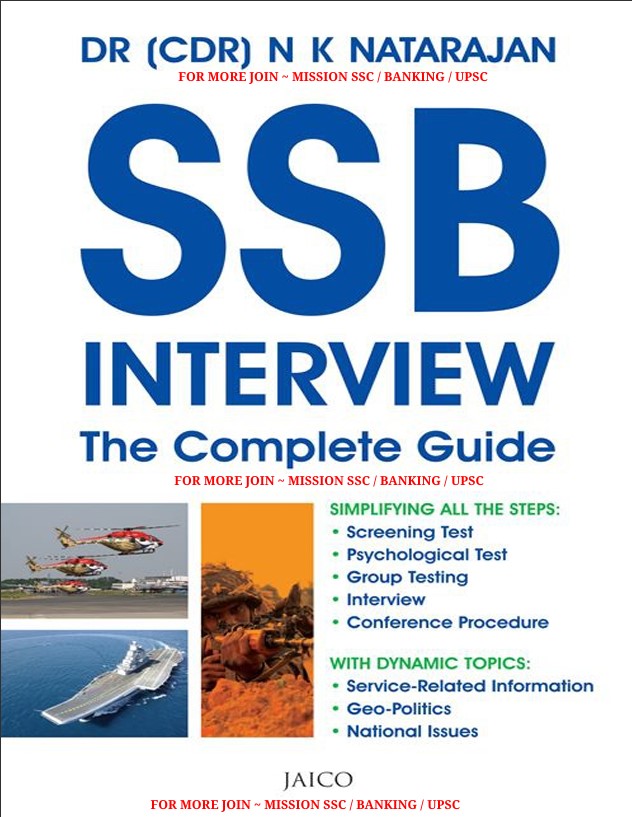 DR (CDR) N K NATARAJAN
FOR MORE JOIN ~ MISSION SSC / BANKING / UPSC
SSB
INTERVIEW
The Complete Guide
FOR MORE JOIN ~ MISSION SSC / BANKING / UPSC
SIMPLIFYING ALL THE STEPS:
• Screening Test
• Psychological Test
• Group Testing
• Interview
• Conference Procedure
WITH DYNAMIC TOPICS:
• Service-Related Information
• Geo-Politics
• National Issues
JAICO
FOR MORE JOIN ~ MISSION SSC / BANKING / UPSC